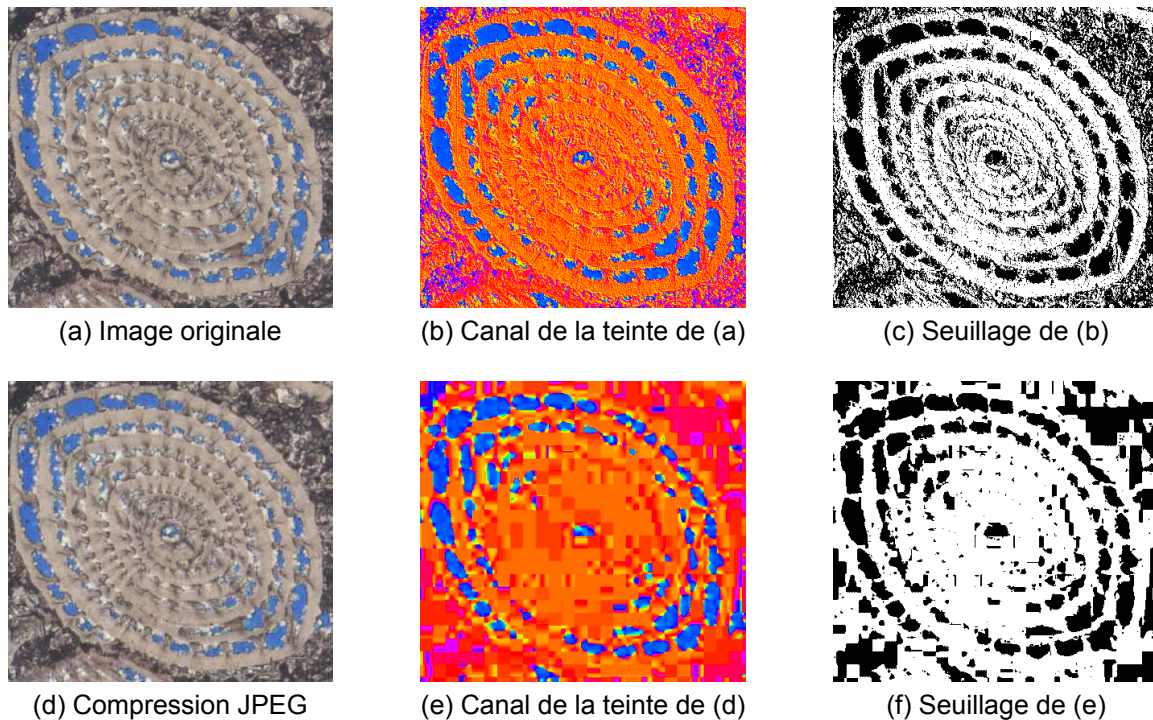 (a) Image originale
(b) Canal de la teinte de (a)
(c) Seuillage de (b)
(d) Compression JPEG
(e) Canal de la teinte de (d)
(f) Seuillage de (e)